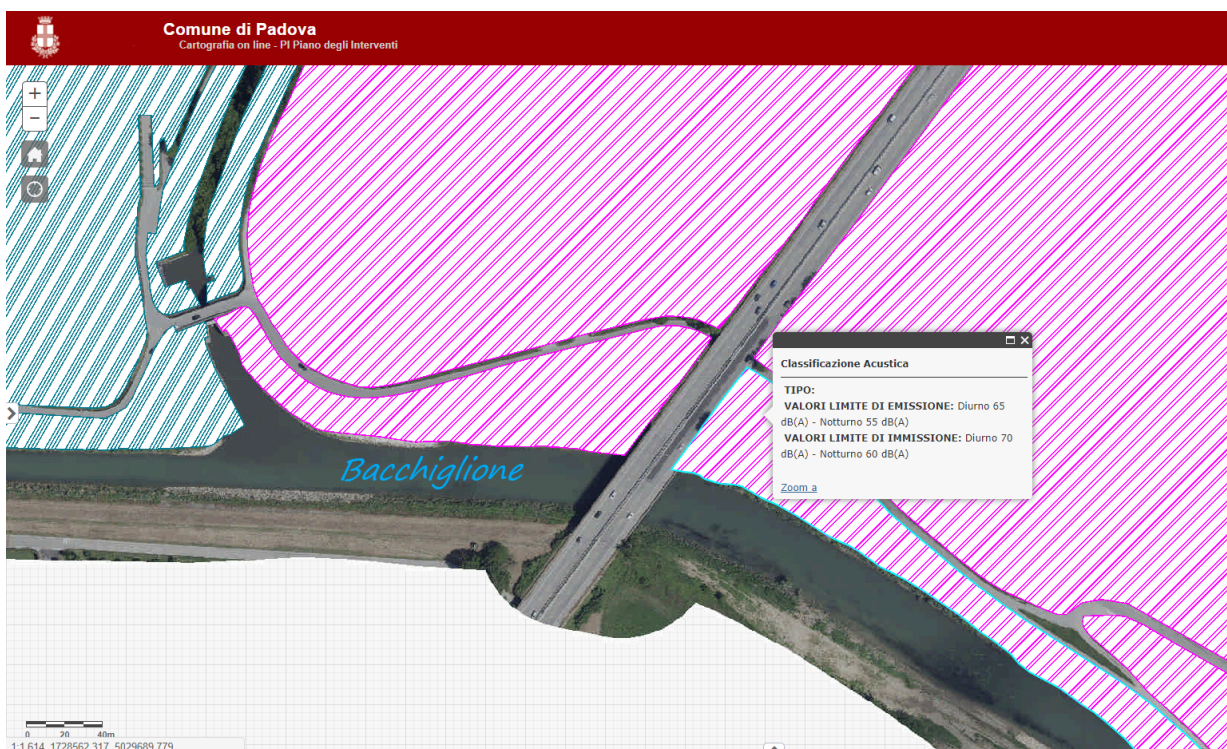 Comune di Padova
Cartografia on line - PI Piano degli Interventi
+
−
Classificazione Acustica
TIPO:
VALORI LIMITE DI EMISSIONE: Diurno 65
dB(A) - Notturno 55 dB(A)
VALORI LIMITE DI IMMISSIONE: Diurno 70
dB(A) - Notturno 60 dB(A)
Zoom a
Bacchiglione
0 20 40m
1:1.614 1728562.317 5029689.779